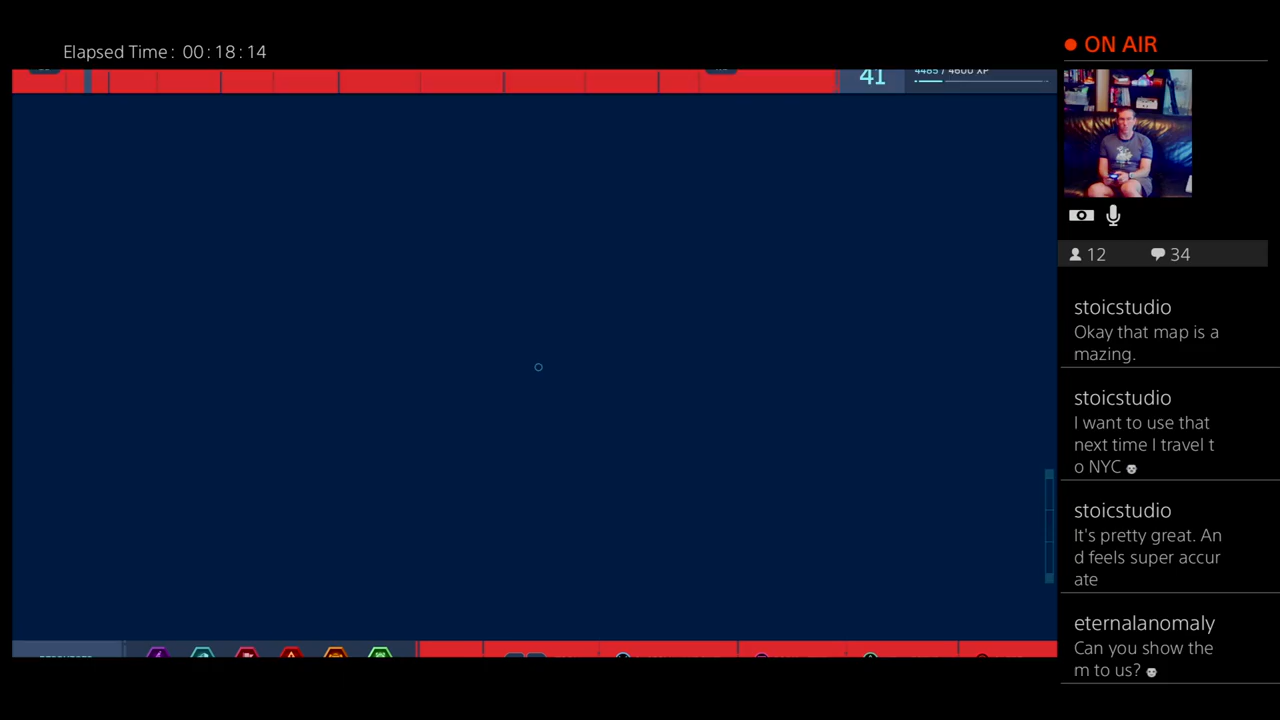 Elapsed Time: 00:18:14
ON AIR
41
4485 / 4600 XP
12
34
stoicstudio
Okay that map is a
mazing.
stoicstudio
I want to use that
next time I travel t
o NYC
stoicstudio
It's pretty great. An
d feels super accur
ate
eternalanomaly
Can you show the
m to us?